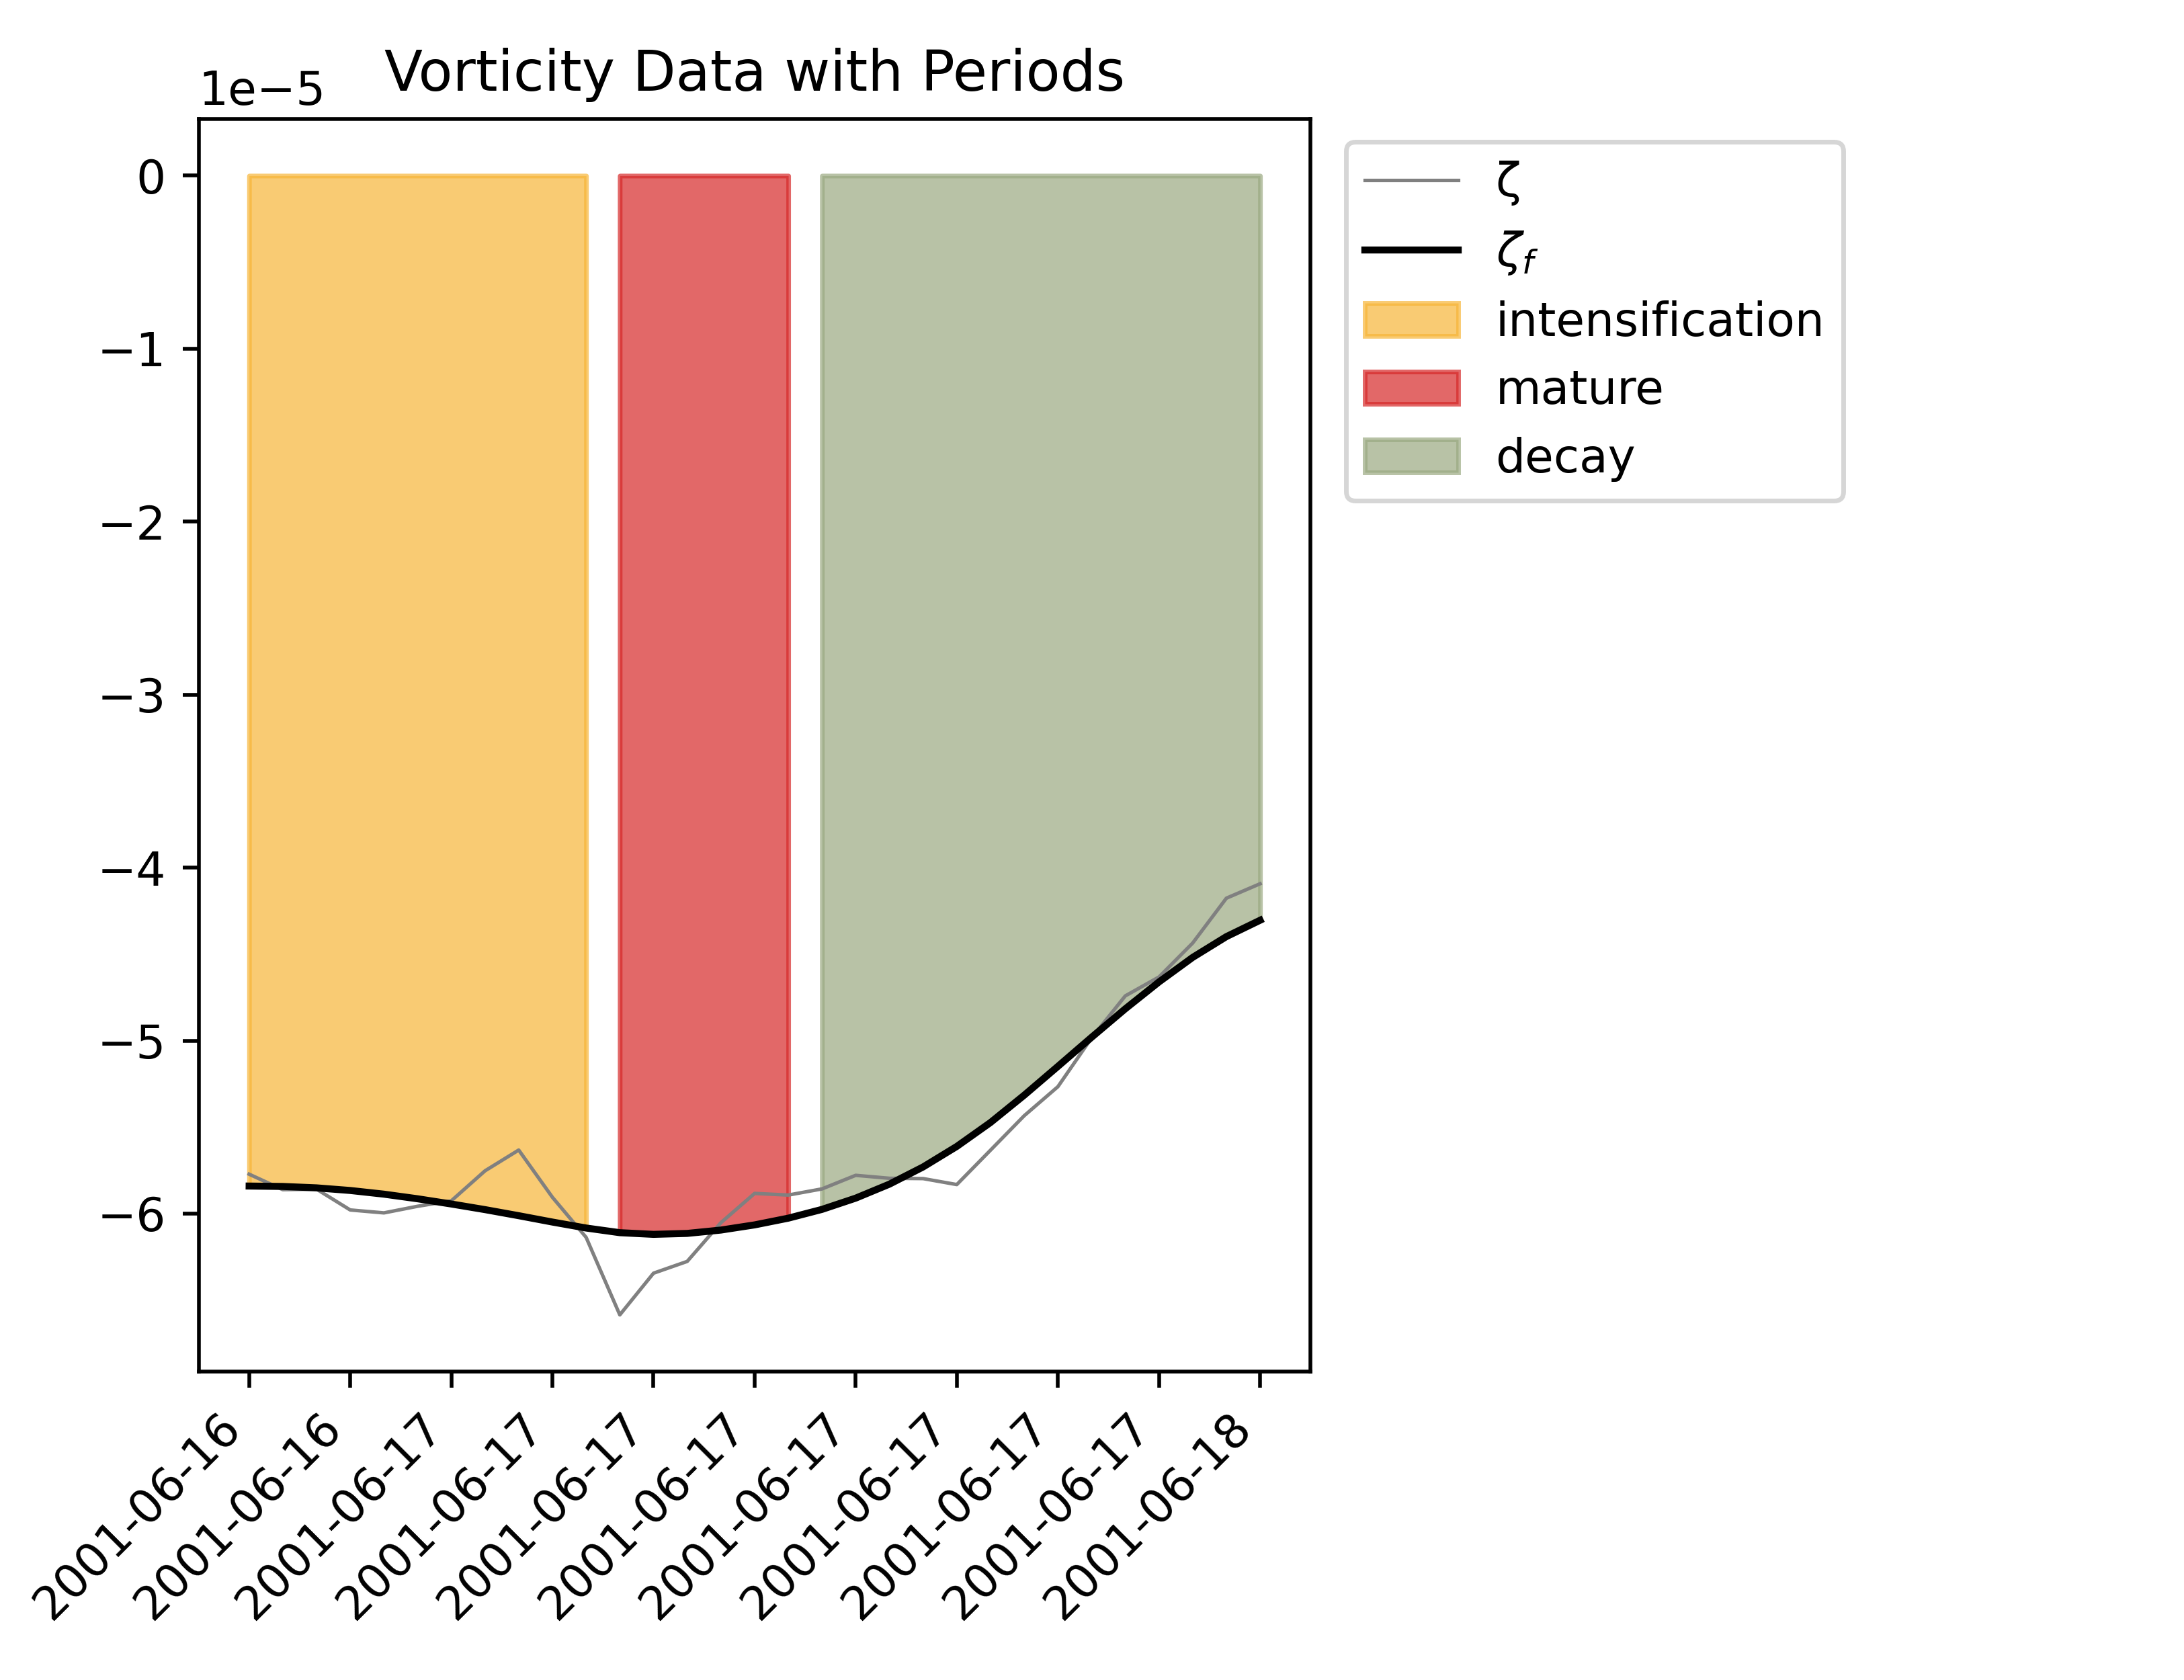 Vorticity Data with Periods
1e−5
0
−1
−2
−3
−4
−5
−6
2001-06-16
2001-06-16
2001-06-17
2001-06-17
2001-06-17
2001-06-17
2001-06-17
2001-06-17
2001-06-17
2001-06-17
2001-06-18
ζ
ζf
intensification
mature
decay